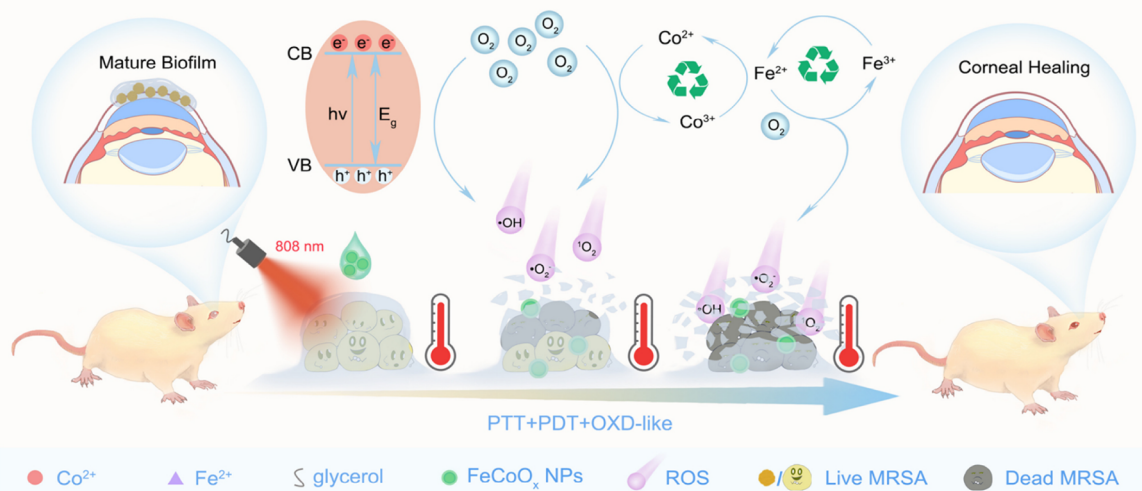 Mature Biofilm
CB
e⁻ e⁻ e⁻
hv
E_g
VB
h⁺ h⁺ h⁺
O₂
O₂
O₂
O₂
O₂
O₂
Co²⁺
Co³⁺
Fe²⁺
Fe³⁺
O₂
Corneal Healing
808 nm
•OH
•O₂⁻
¹O₂
•OH
•O₂⁻
¹O₂
PTT+PDT+OXD-like
Co²⁺
Fe²⁺
glycerol
FeCoOₓ NPs
ROS
/
Live MRSA
Dead MRSA